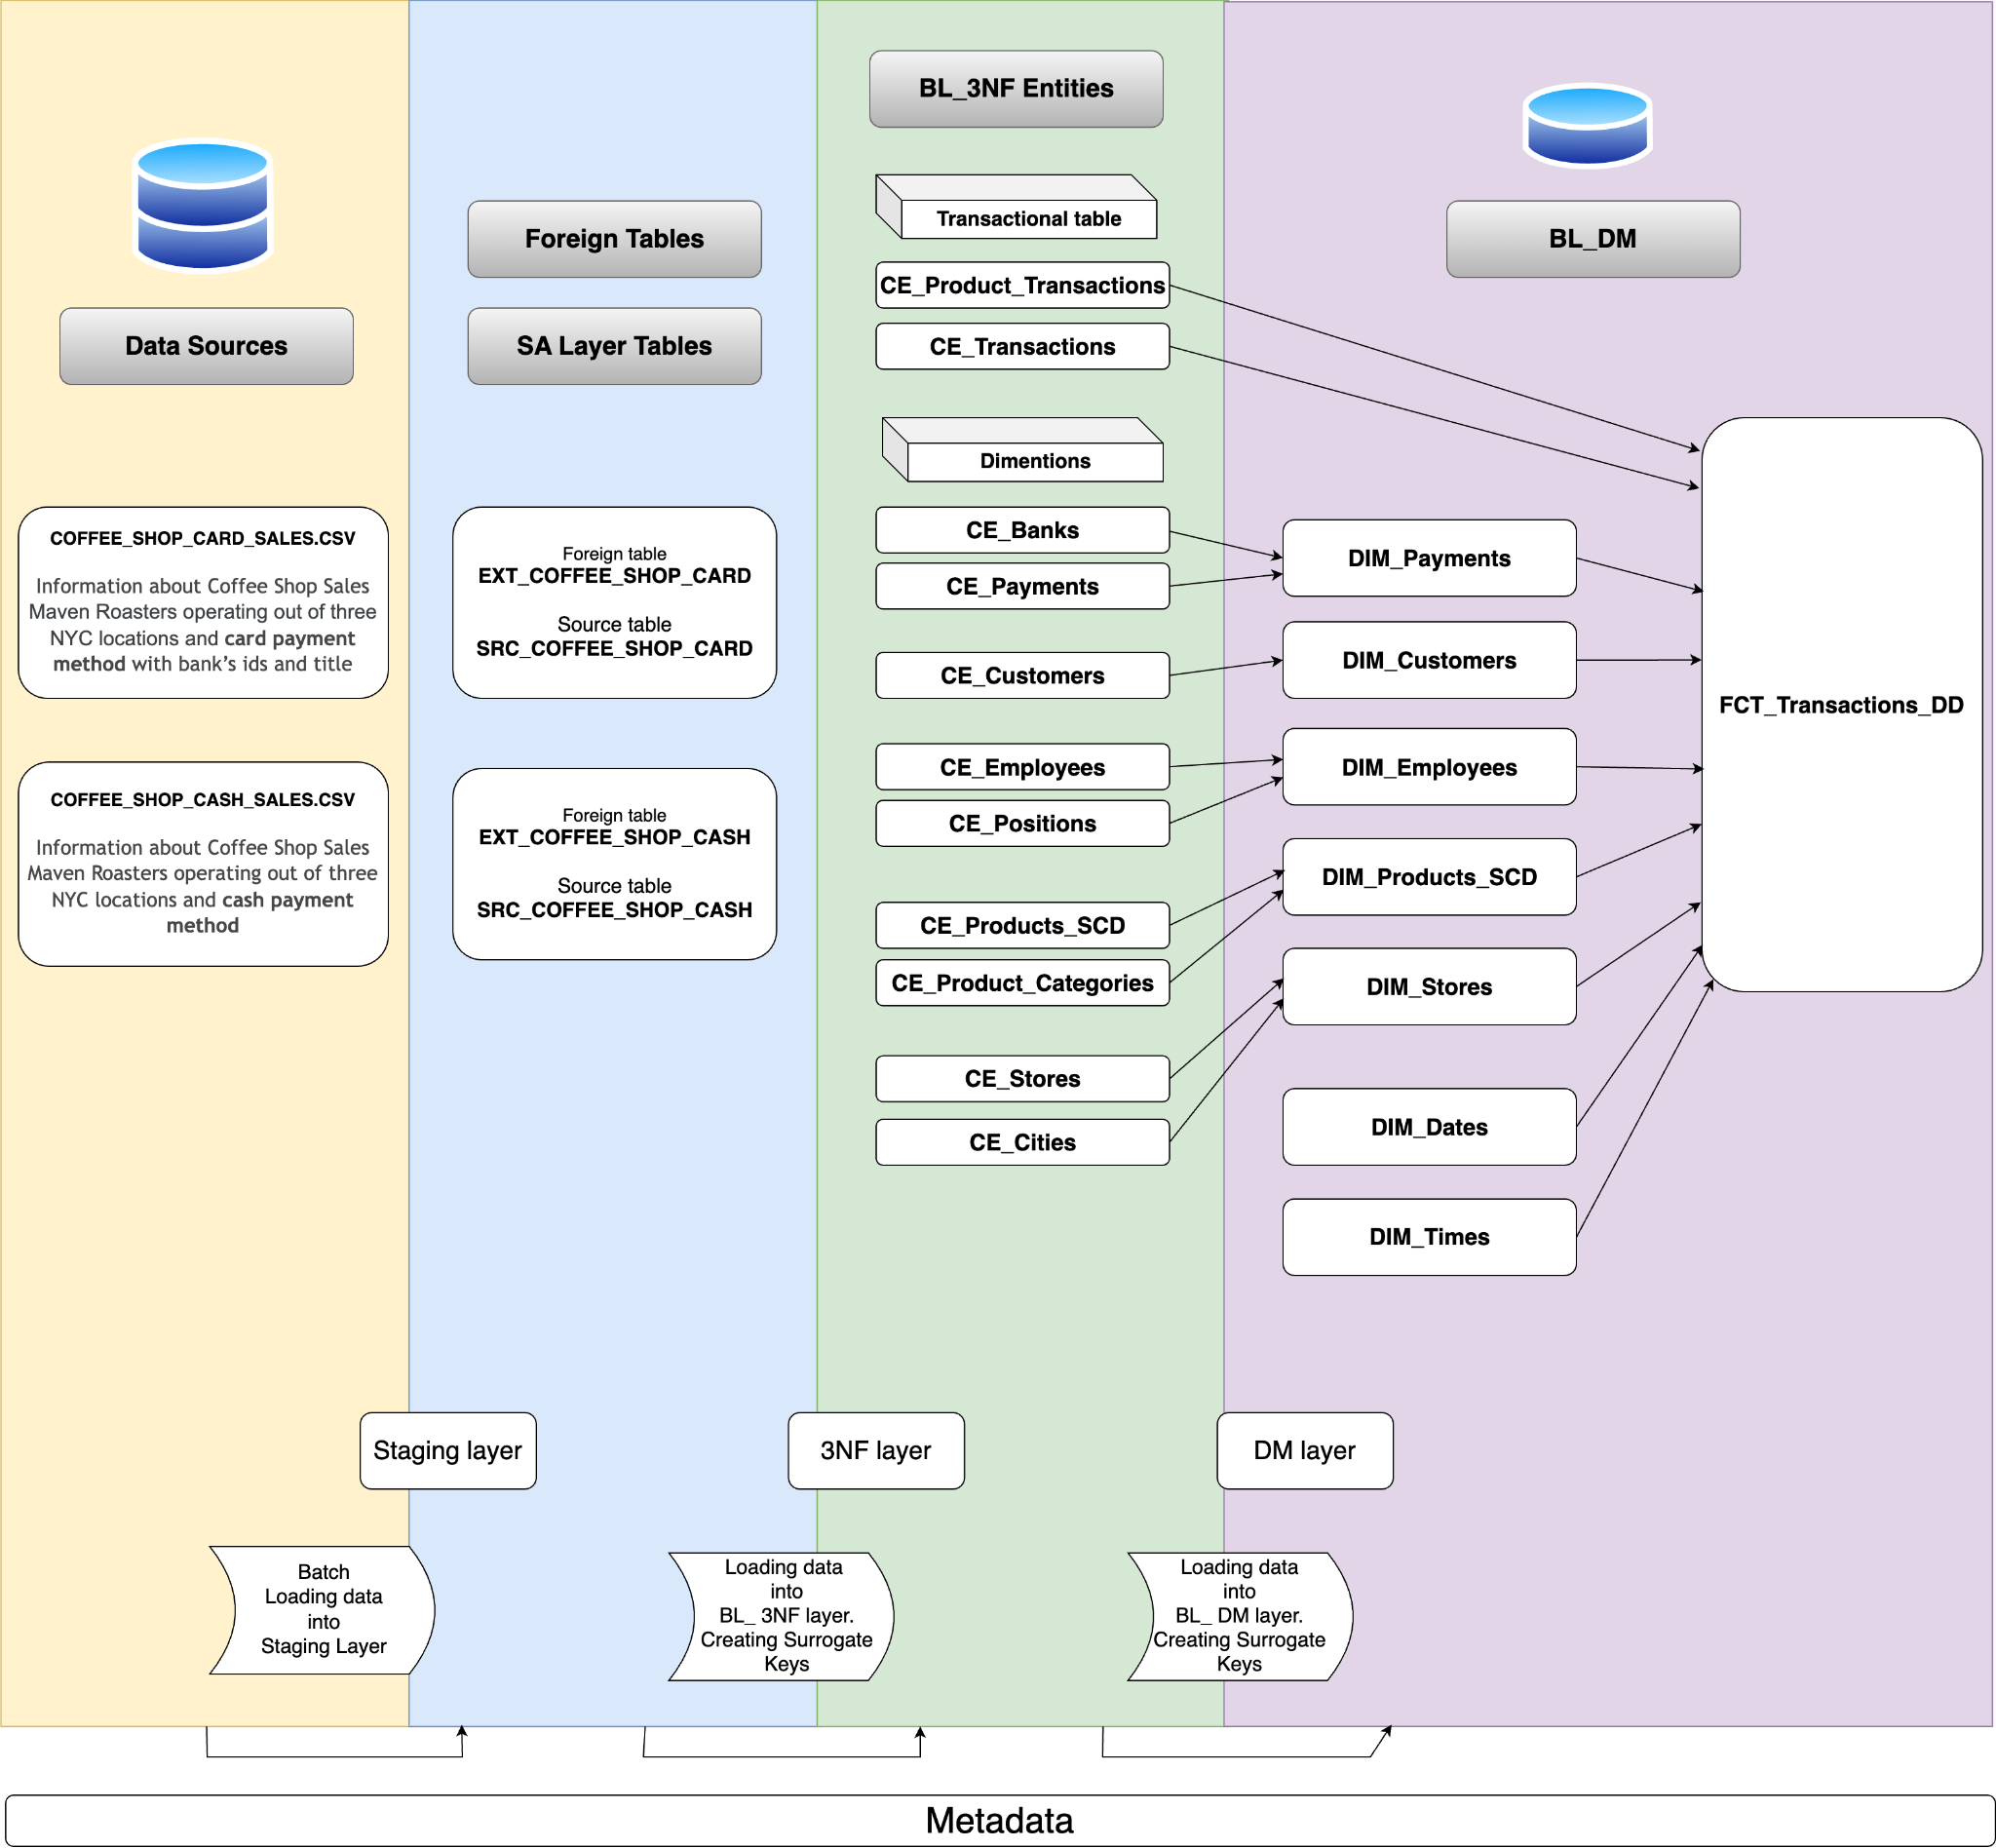 Data Sources
COFFEE_SHOP_CARD_SALES.CSV
Information about Coffee Shop Sales
Maven Roasters operating out of three
NYC locations and card payment
method with bank’s ids and title
COFFEE_SHOP_CASH_SALES.CSV
Information about Coffee Shop Sales
Maven Roasters operating out of three
NYC locations and cash payment
method
Foreign Tables
SA Layer Tables
Foreign table
EXT_COFFEE_SHOP_CARD
Source table
SRC_COFFEE_SHOP_CARD
Foreign table
EXT_COFFEE_SHOP_CASH
Source table
SRC_COFFEE_SHOP_CASH
BL_3NF Entities
Transactional table
CE_Product_Transactions
CE_Transactions
Dimentions
CE_Banks
CE_Payments
CE_Customers
CE_Employees
CE_Positions
CE_Products_SCD
CE_Product_Categories
CE_Stores
CE_Cities
BL_DM
DIM_Payments
DIM_Customers
DIM_Employees
DIM_Products_SCD
DIM_Stores
DIM_Dates
DIM_Times
FCT_Transactions_DD
Staging layer
3NF layer
DM layer
Batch
Loading data
into
Staging Layer
Loading data
into
BL_ 3NF layer.
Creating Surrogate
Keys
Loading data
into
BL_ DM layer.
Creating Surrogate
Keys
Metadata